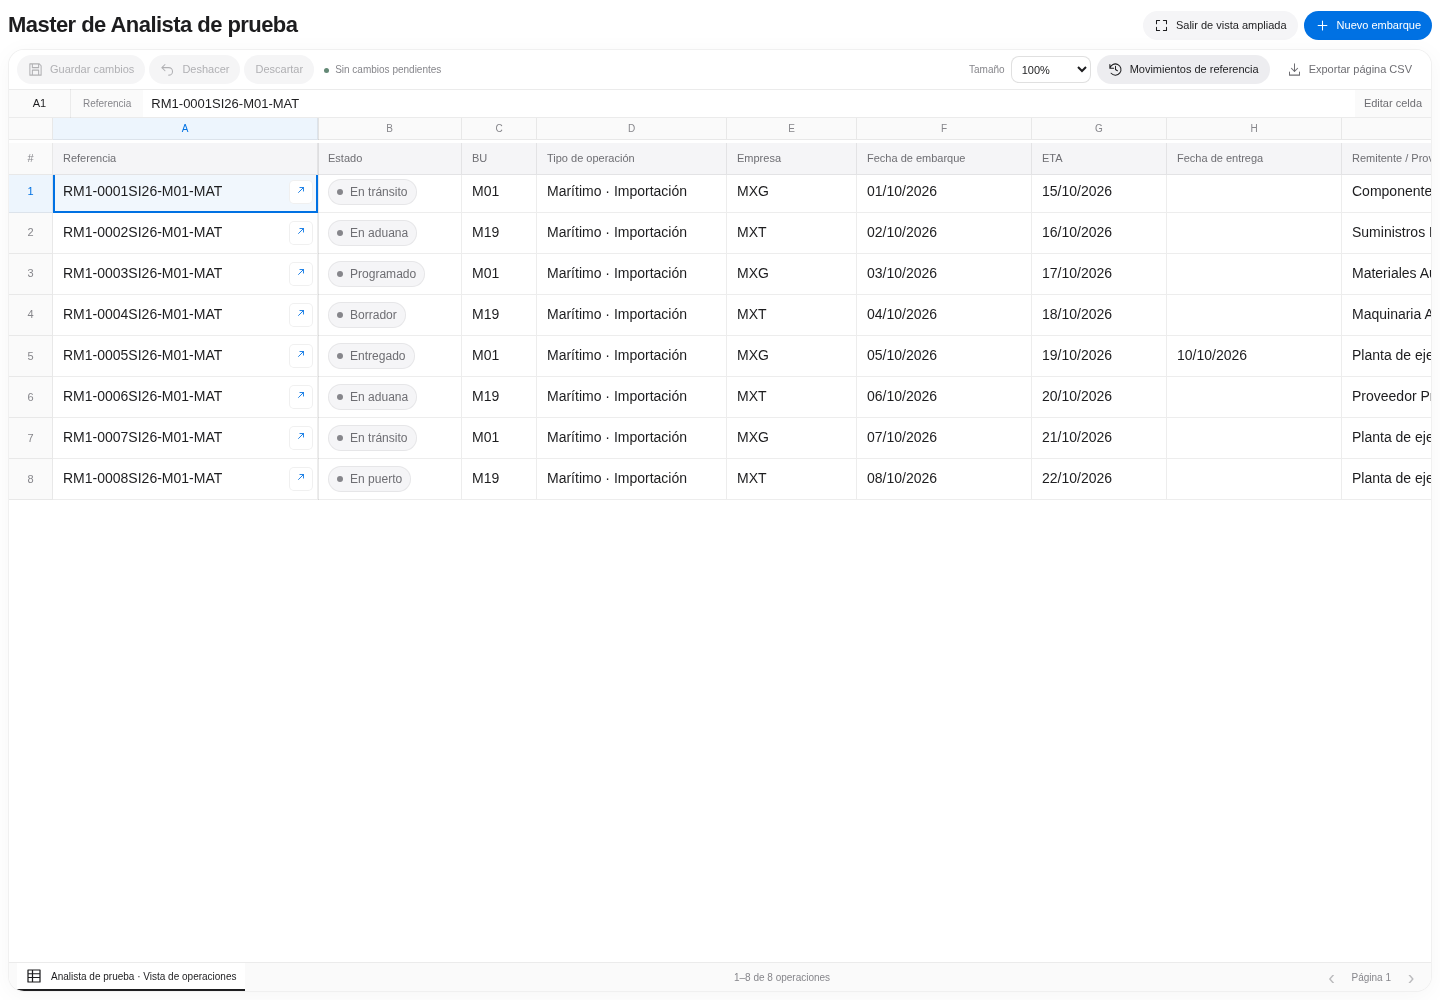 Master de Analista de prueba
Salir de vista ampliada
Nuevo embarque
Guardar cambios Deshacer Descartar Sin cambios pendientes Tamaño 100% Movimientos de referencia Exportar página CSV
A1 Referencia RM1-0001SI26-M01-MAT Editar celda
A B C D E F G H
# Referencia Estado BU Tipo de operación Empresa Fecha de embarque ETA Fecha de entrega Remitente / Prov
1 RM1-0001SI26-M01-MAT En tránsito M01 Marítimo · Importación MXG 01/10/2026 15/10/2026 Componente
2 RM1-0002SI26-M01-MAT En aduana M19 Marítimo · Importación MXT 02/10/2026 16/10/2026 Suministros
3 RM1-0003SI26-M01-MAT Programado M01 Marítimo · Importación MXG 03/10/2026 17/10/2026 Materiales Au
4 RM1-0004SI26-M01-MAT Borrador M19 Marítimo · Importación MXT 04/10/2026 18/10/2026 Maquinaria A
5 RM1-0005SI26-M01-MAT Entregado M01 Marítimo · Importación MXG 05/10/2026 19/10/2026 10/10/2026 Planta de eje
6 RM1-0006SI26-M01-MAT En aduana M19 Marítimo · Importación MXT 06/10/2026 20/10/2026 Proveedor Pr
7 RM1-0007SI26-M01-MAT En tránsito M01 Marítimo · Importación MXG 07/10/2026 21/10/2026 Planta de eje
8 RM1-0008SI26-M01-MAT En puerto M19 Marítimo · Importación MXT 08/10/2026 22/10/2026 Planta de eje
Analista de prueba · Vista de operaciones 1–8 de 8 operaciones ‹ Página 1 ›